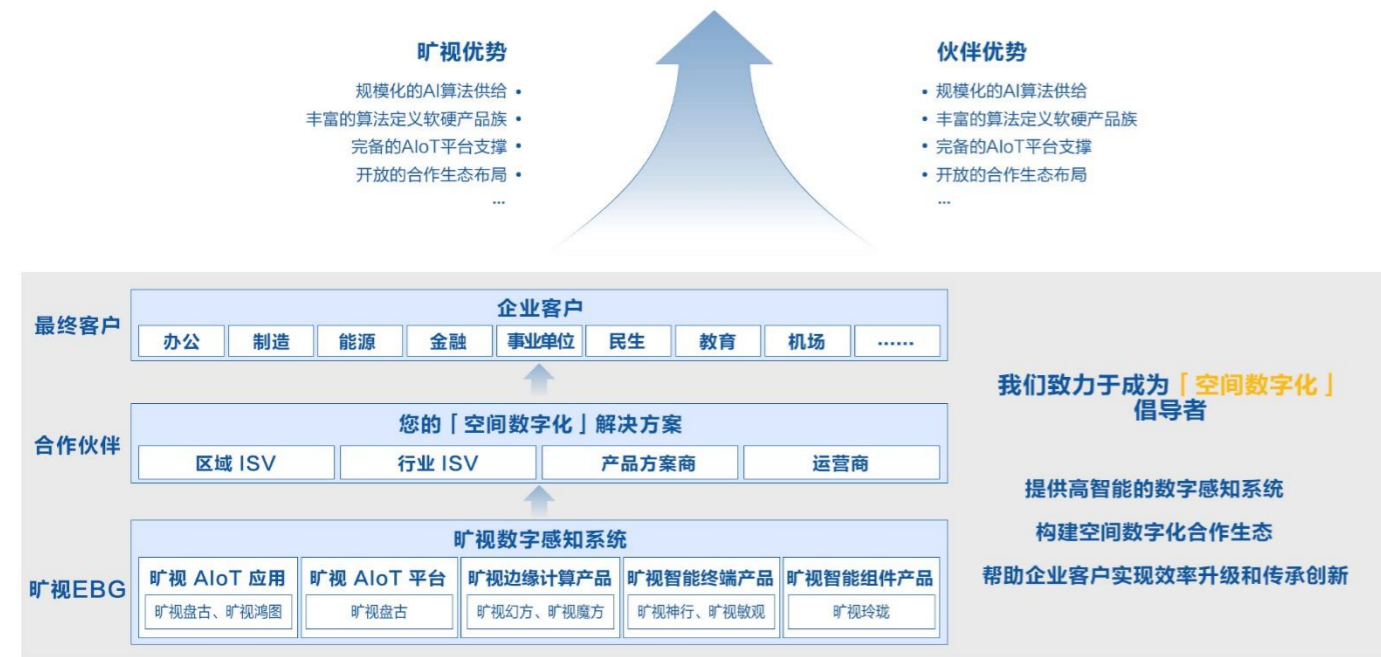 旷视优势
规模化的AI算法供给 •
丰富的算法定义软硬产品族 •
完备的AIoT平台支撑 •
开放的合作生态布局 •
...
伙伴优势
• 规模化的AI算法供给
• 丰富的算法定义软硬产品族
• 完备的AIoT平台支撑
• 开放的合作生态布局
...
最终客户
企业客户
办公 制造 能源 金融 事业单位 民生 教育 机场 ……
合作伙伴
您的「空间数字化」解决方案
区域 ISV 行业 ISV 产品方案商 运营商
旷视EBG
旷视数字感知系统
旷视 AIoT 应用 旷视 AIoT 平台 旷视边缘计算产品 旷视智能终端产品 旷视智能组件产品
旷视盘古、旷视鸿图 旷视盘古 旷视幻方、旷视魔方 旷视神行、旷视敏观 旷视玲珑
我们致力于成为「空间数字化」
倡导者
提供高智能的数字感知系统
构建空间数字化合作生态
帮助企业客户实现效率升级和传承创新